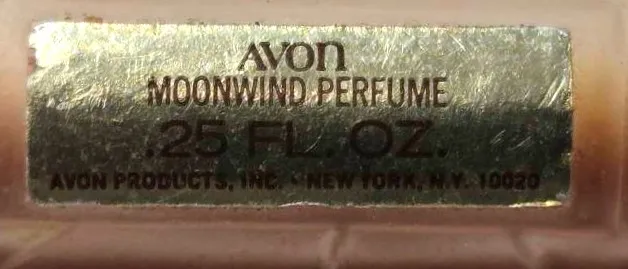 AVON
MOONWIND PERFUME
.25 FL. OZ.
AVON PRODUCTS, INC. · NEW YORK, N.Y. 10020